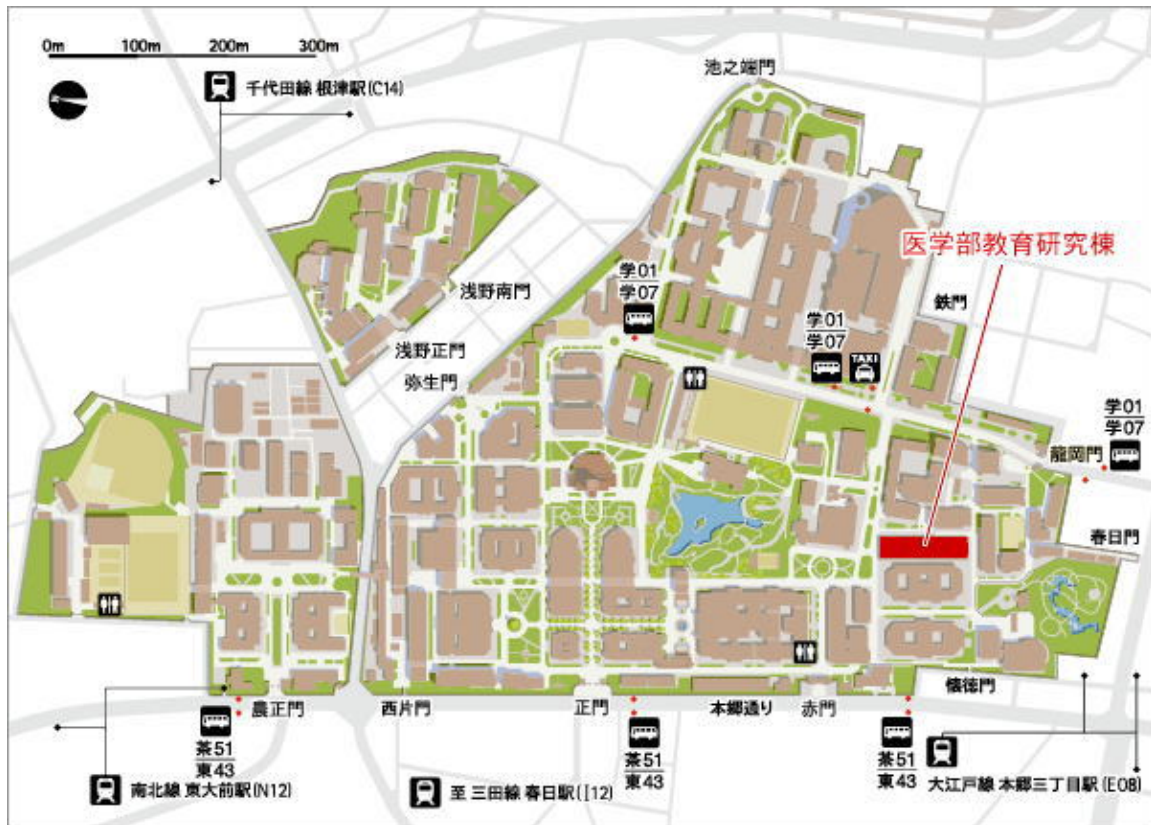 0m 100m 200m 300m
千代田線 根津駅(C14)
池之端門
医学部教育研究棟
学01
学07
浅野南門
鉄門
学01
学07
TAXI
浅野正門
弥生門
学01
学07
龍岡門
春日門
懐徳門
農正門
西片門
正門
本郷通り
赤門
茶51
東43
茶51
東43
茶51
東43
南北線 東大前駅(N12)
至 三田線 春日駅(I12)
大江戸線 本郷三丁目駅(E08)